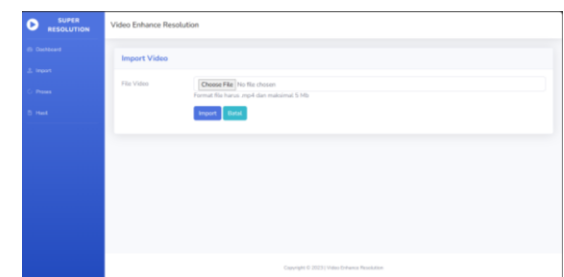 SUPER
RESOLUTION
Video Enhance Resolution
Dashboard
Import
Proses
Hasil
Import Video
File Video
Choose File No file chosen
Format file harus .mp4 dan maksimal 5 Mb
Import Batal
Copyright © 2023 | Video Enhance Resolution